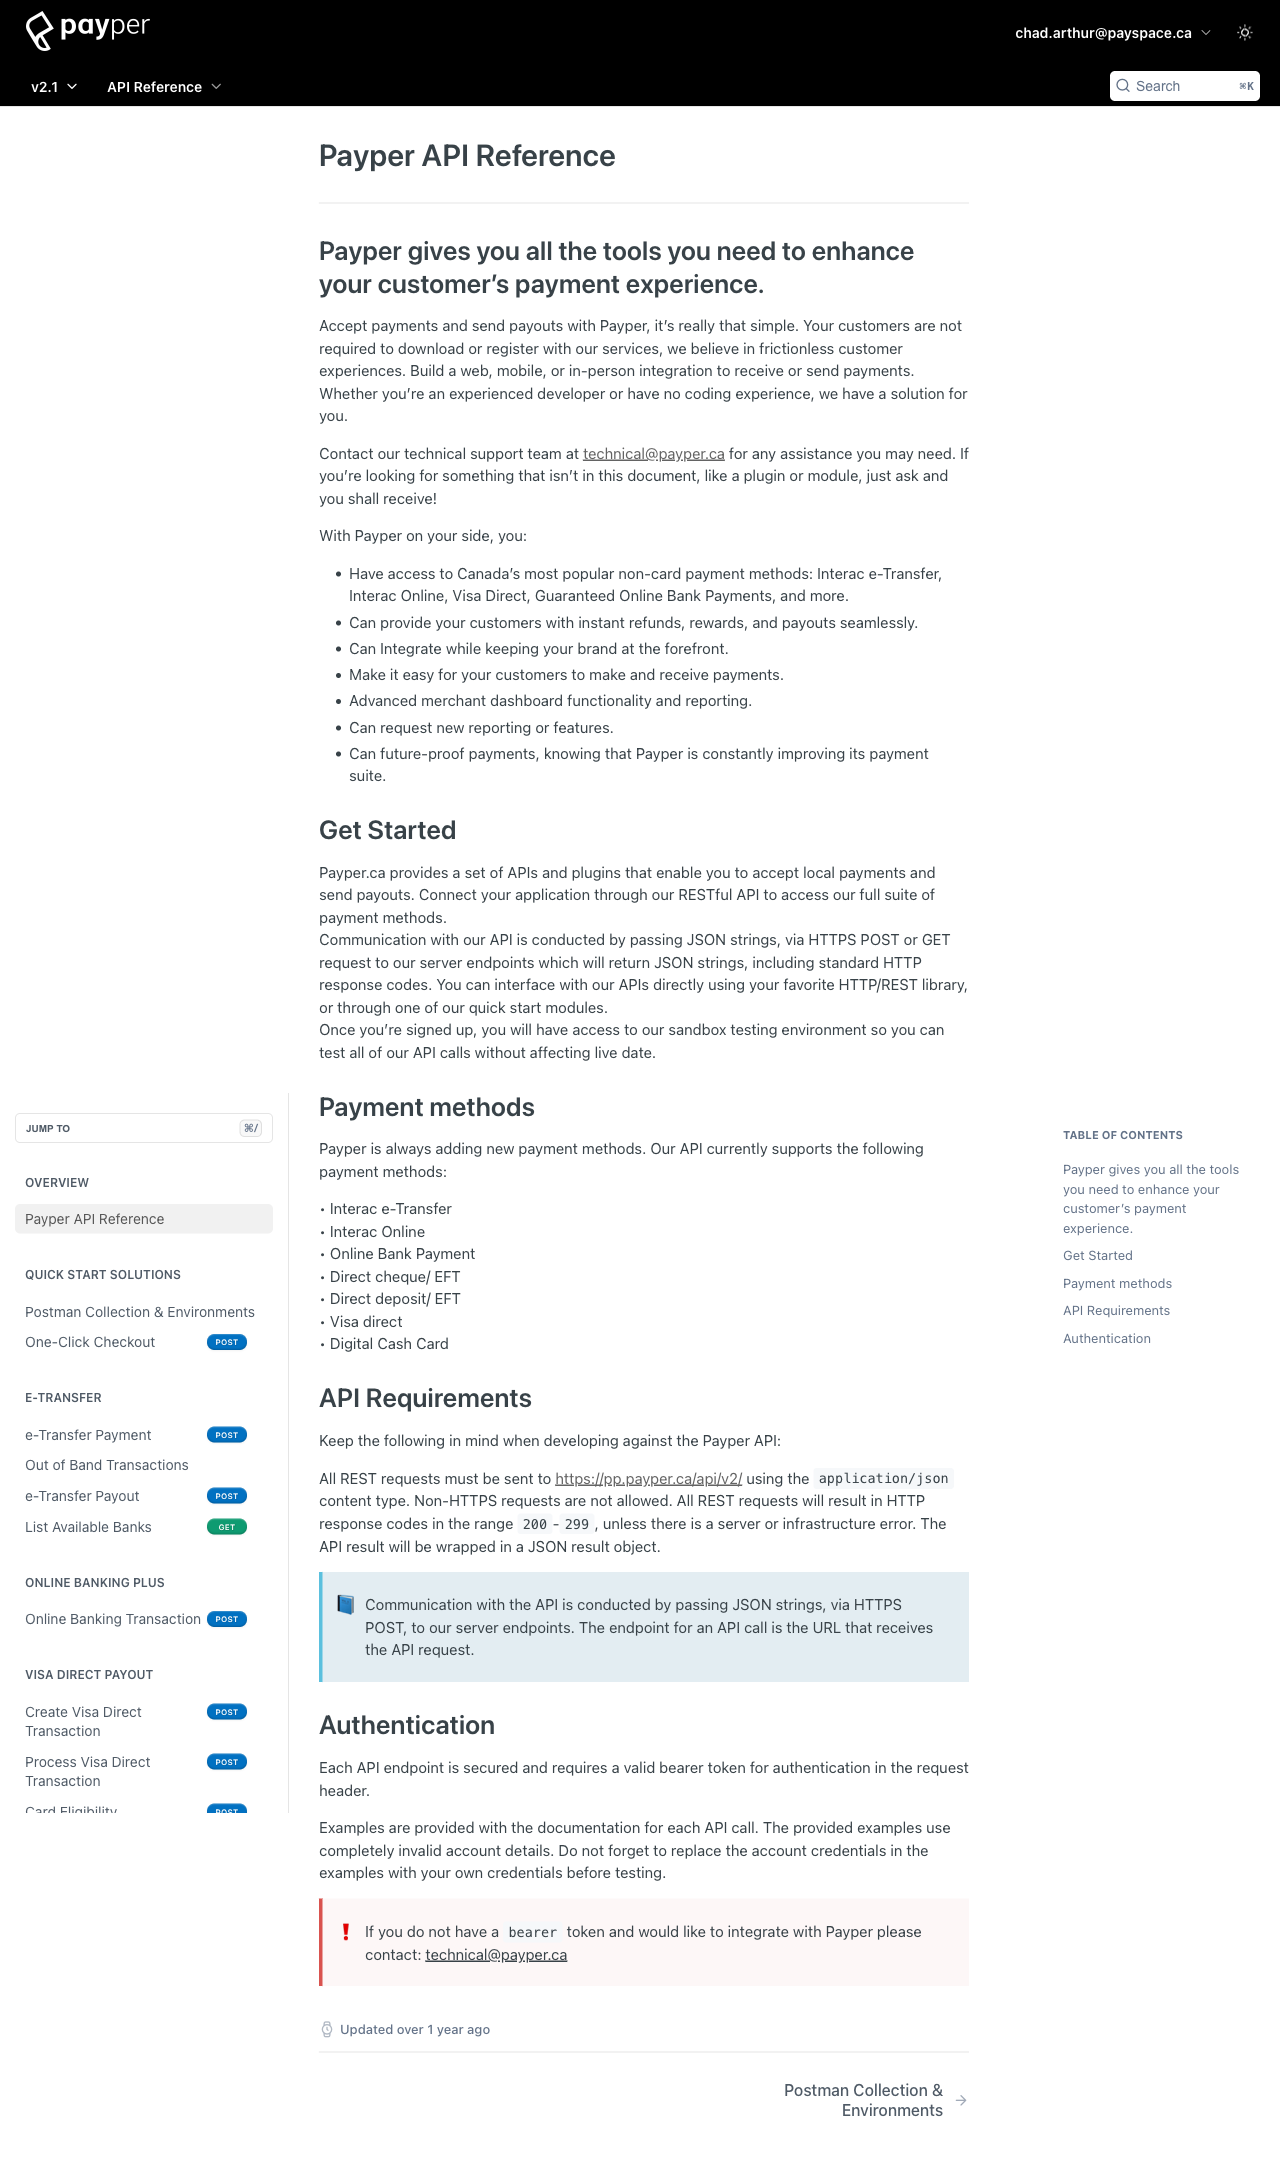 payper
chad.arthur@payspace.ca
v2.1
API Reference
Search
⌘K
Payper API Reference
Payper gives you all the tools you need to enhance
your customer’s payment experience.
Accept payments and send payouts with Payper, it’s really that simple. Your customers are not
required to download or register with our services, we believe in frictionless customer
experiences. Build a web, mobile, or in-person integration to receive or send payments.
Whether you’re an experienced developer or have no coding experience, we have a solution for
you.
Contact our technical support team at technical@payper.ca for any assistance you may need. If
you’re looking for something that isn’t in this document, like a plugin or module, just ask and
you shall receive!
With Payper on your side, you:
• Have access to Canada’s most popular non-card payment methods: Interac e-Transfer,
Interac Online, Visa Direct, Guaranteed Online Bank Payments, and more.
• Can provide your customers with instant refunds, rewards, and payouts seamlessly.
• Can Integrate while keeping your brand at the forefront.
• Make it easy for your customers to make and receive payments.
• Advanced merchant dashboard functionality and reporting.
• Can request new reporting or features.
• Can future-proof payments, knowing that Payper is constantly improving its payment
suite.
Get Started
Payper.ca provides a set of APIs and plugins that enable you to accept local payments and
send payouts. Connect your application through our RESTful API to access our full suite of
payment methods.
Communication with our API is conducted by passing JSON strings, via HTTPS POST or GET
request to our server endpoints which will return JSON strings, including standard HTTP
response codes. You can interface with our APIs directly using your favorite HTTP/REST library,
or through one of our quick start modules.
Once you’re signed up, you will have access to our sandbox testing environment so you can
test all of our API calls without affecting live date.
Payment methods
Payper is always adding new payment methods. Our API currently supports the following
payment methods:
• Interac e-Transfer
• Interac Online
• Online Bank Payment
• Direct cheque/ EFT
• Direct deposit/ EFT
• Visa direct
• Digital Cash Card
API Requirements
Keep the following in mind when developing against the Payper API:
All REST requests must be sent to https://pp.payper.ca/api/v2/ using the application/json
content type. Non-HTTPS requests are not allowed. All REST requests will result in HTTP
response codes in the range 200 - 299 , unless there is a server or infrastructure error. The
API result will be wrapped in a JSON result object.
Communication with the API is conducted by passing JSON strings, via HTTPS
POST, to our server endpoints. The endpoint for an API call is the URL that receives
the API request.
Authentication
Each API endpoint is secured and requires a valid bearer token for authentication in the request
header.
Examples are provided with the documentation for each API call. The provided examples use
completely invalid account details. Do not forget to replace the account credentials in the
examples with your own credentials before testing.
If you do not have a bearer token and would like to integrate with Payper please
contact: technical@payper.ca
Updated over 1 year ago
Postman Collection &
Environments
JUMP TO
⌘/
OVERVIEW
Payper API Reference
QUICK START SOLUTIONS
Postman Collection & Environments
One-Click Checkout POST
E-TRANSFER
e-Transfer Payment POST
Out of Band Transactions
e-Transfer Payout POST
List Available Banks GET
ONLINE BANKING PLUS
Online Banking Transaction POST
VISA DIRECT PAYOUT
Create Visa Direct POST
Transaction
Process Visa Direct POST
Transaction
Card Eligibility POST
TABLE OF CONTENTS
Payper gives you all the tools
you need to enhance your
customer’s payment
experience.
Get Started
Payment methods
API Requirements
Authentication